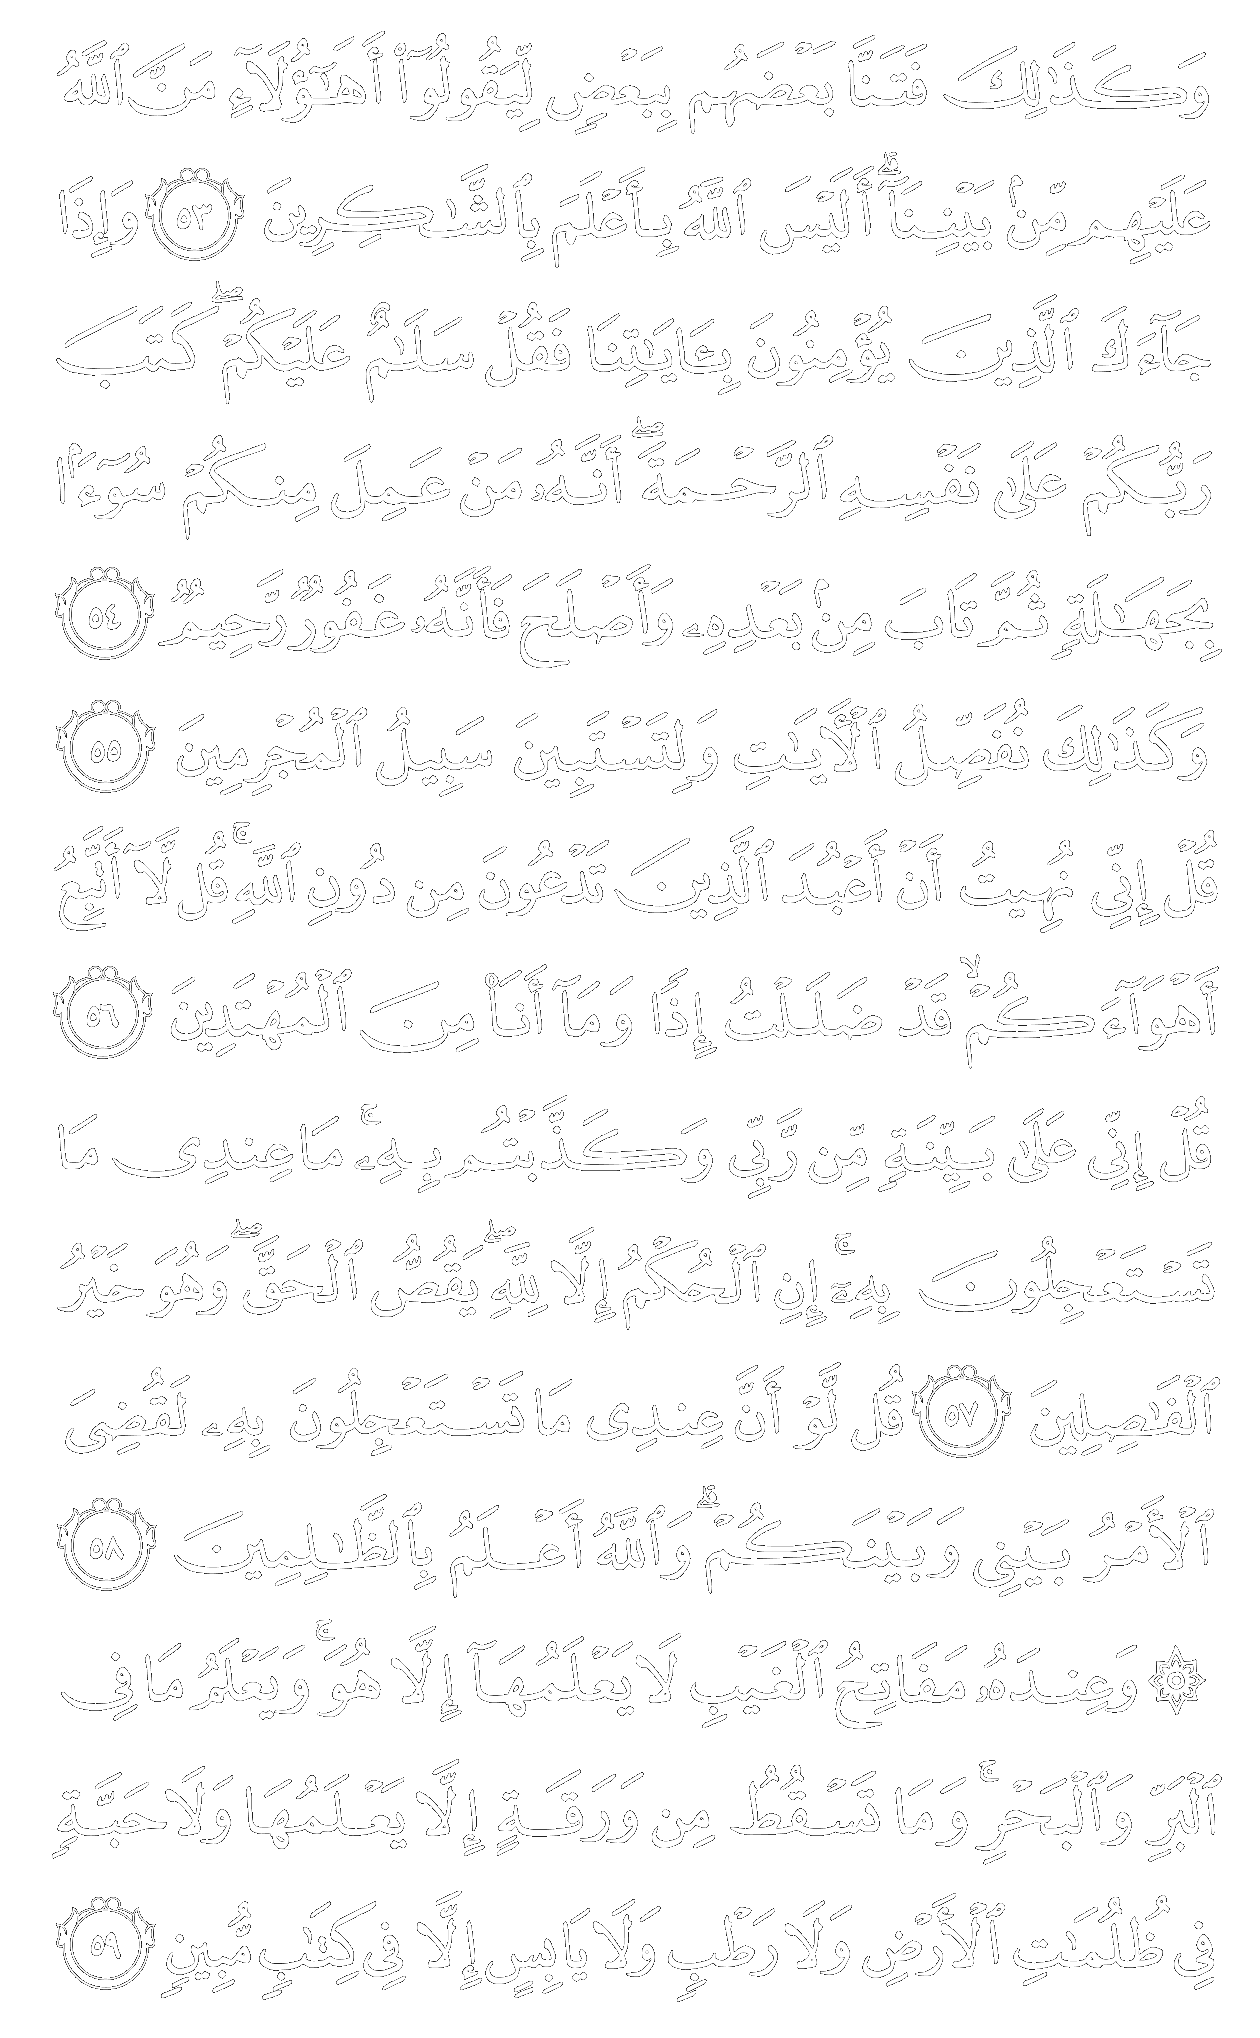 وَكَذَٰلِكَ فَتَنَّا بَعْضَهُم بِبَعْضٍ لِّيَقُولُوٓا۟ أَهَـٰٓؤُلَآءِ مَنَّ ٱللَّهُ
عَلَيْهِم مِّنۢ بَيْنِنَآ ۗ أَلَيْسَ ٱللَّهُ بِأَعْلَمَ بِٱلشَّـٰكِرِينَ ٥٣ وَإِذَا
جَآءَكَ ٱلَّذِينَ يُؤْمِنُونَ بِـَٔايَـٰتِنَا فَقُلْ سَلَـٰمٌ عَلَيْكُمْ ۖ كَتَبَ
رَبُّكُمْ عَلَىٰ نَفْسِهِ ٱلرَّحْمَةَ ۖ أَنَّهُۥ مَنْ عَمِلَ مِنكُمْ سُوٓءًۢا
بِجَهَـٰلَةٍ ثُمَّ تَابَ مِنۢ بَعْدِهِۦ وَأَصْلَحَ فَأَنَّهُۥ غَفُورٌ رَّحِيمٌ ٥٤
وَكَذَٰلِكَ نُفَصِّلُ ٱلْـَٔايَـٰتِ وَلِتَسْتَبِينَ سَبِيلُ ٱلْمُجْرِمِينَ ٥٥
قُلْ إِنِّى نُهِيتُ أَنْ أَعْبُدَ ٱلَّذِينَ تَدْعُونَ مِن دُونِ ٱللَّهِ ۚ قُل لَّآ أَتَّبِعُ
أَهْوَآءَكُمْ ۙ قَدْ ضَلَلْتُ إِذًا وَمَآ أَنَا۠ مِنَ ٱلْمُهْتَدِينَ ٥٦
قُلْ إِنِّى عَلَىٰ بَيِّنَةٍ مِّن رَّبِّى وَكَذَّبْتُم بِهِۦ ۚ مَا عِندِى مَا
تَسْتَعْجِلُونَ بِهِۦٓ ۚ إِنِ ٱلْحُكْمُ إِلَّا لِلَّهِ ۖ يَقُصُّ ٱلْحَقَّ ۖ وَهُوَ خَيْرُ
ٱلْفَـٰصِلِينَ ٥٧ قُل لَّوْ أَنَّ عِندِى مَا تَسْتَعْجِلُونَ بِهِۦ لَقُضِىَ
ٱلْأَمْرُ بَيْنِى وَبَيْنَكُمْ ۗ وَٱللَّهُ أَعْلَمُ بِٱلظَّـٰلِمِينَ ٥٨
۞ وَعِندَهُۥ مَفَاتِحُ ٱلْغَيْبِ لَا يَعْلَمُهَآ إِلَّا هُوَ ۚ وَيَعْلَمُ مَا فِى
ٱلْبَرِّ وَٱلْبَحْرِ ۚ وَمَا تَسْقُطُ مِن وَرَقَةٍ إِلَّا يَعْلَمُهَا وَلَا حَبَّةٍ
فِى ظُلُمَـٰتِ ٱلْأَرْضِ وَلَا رَطْبٍ وَلَا يَابِسٍ إِلَّا فِى كِتَـٰبٍ مُّبِينٍ ٥٩